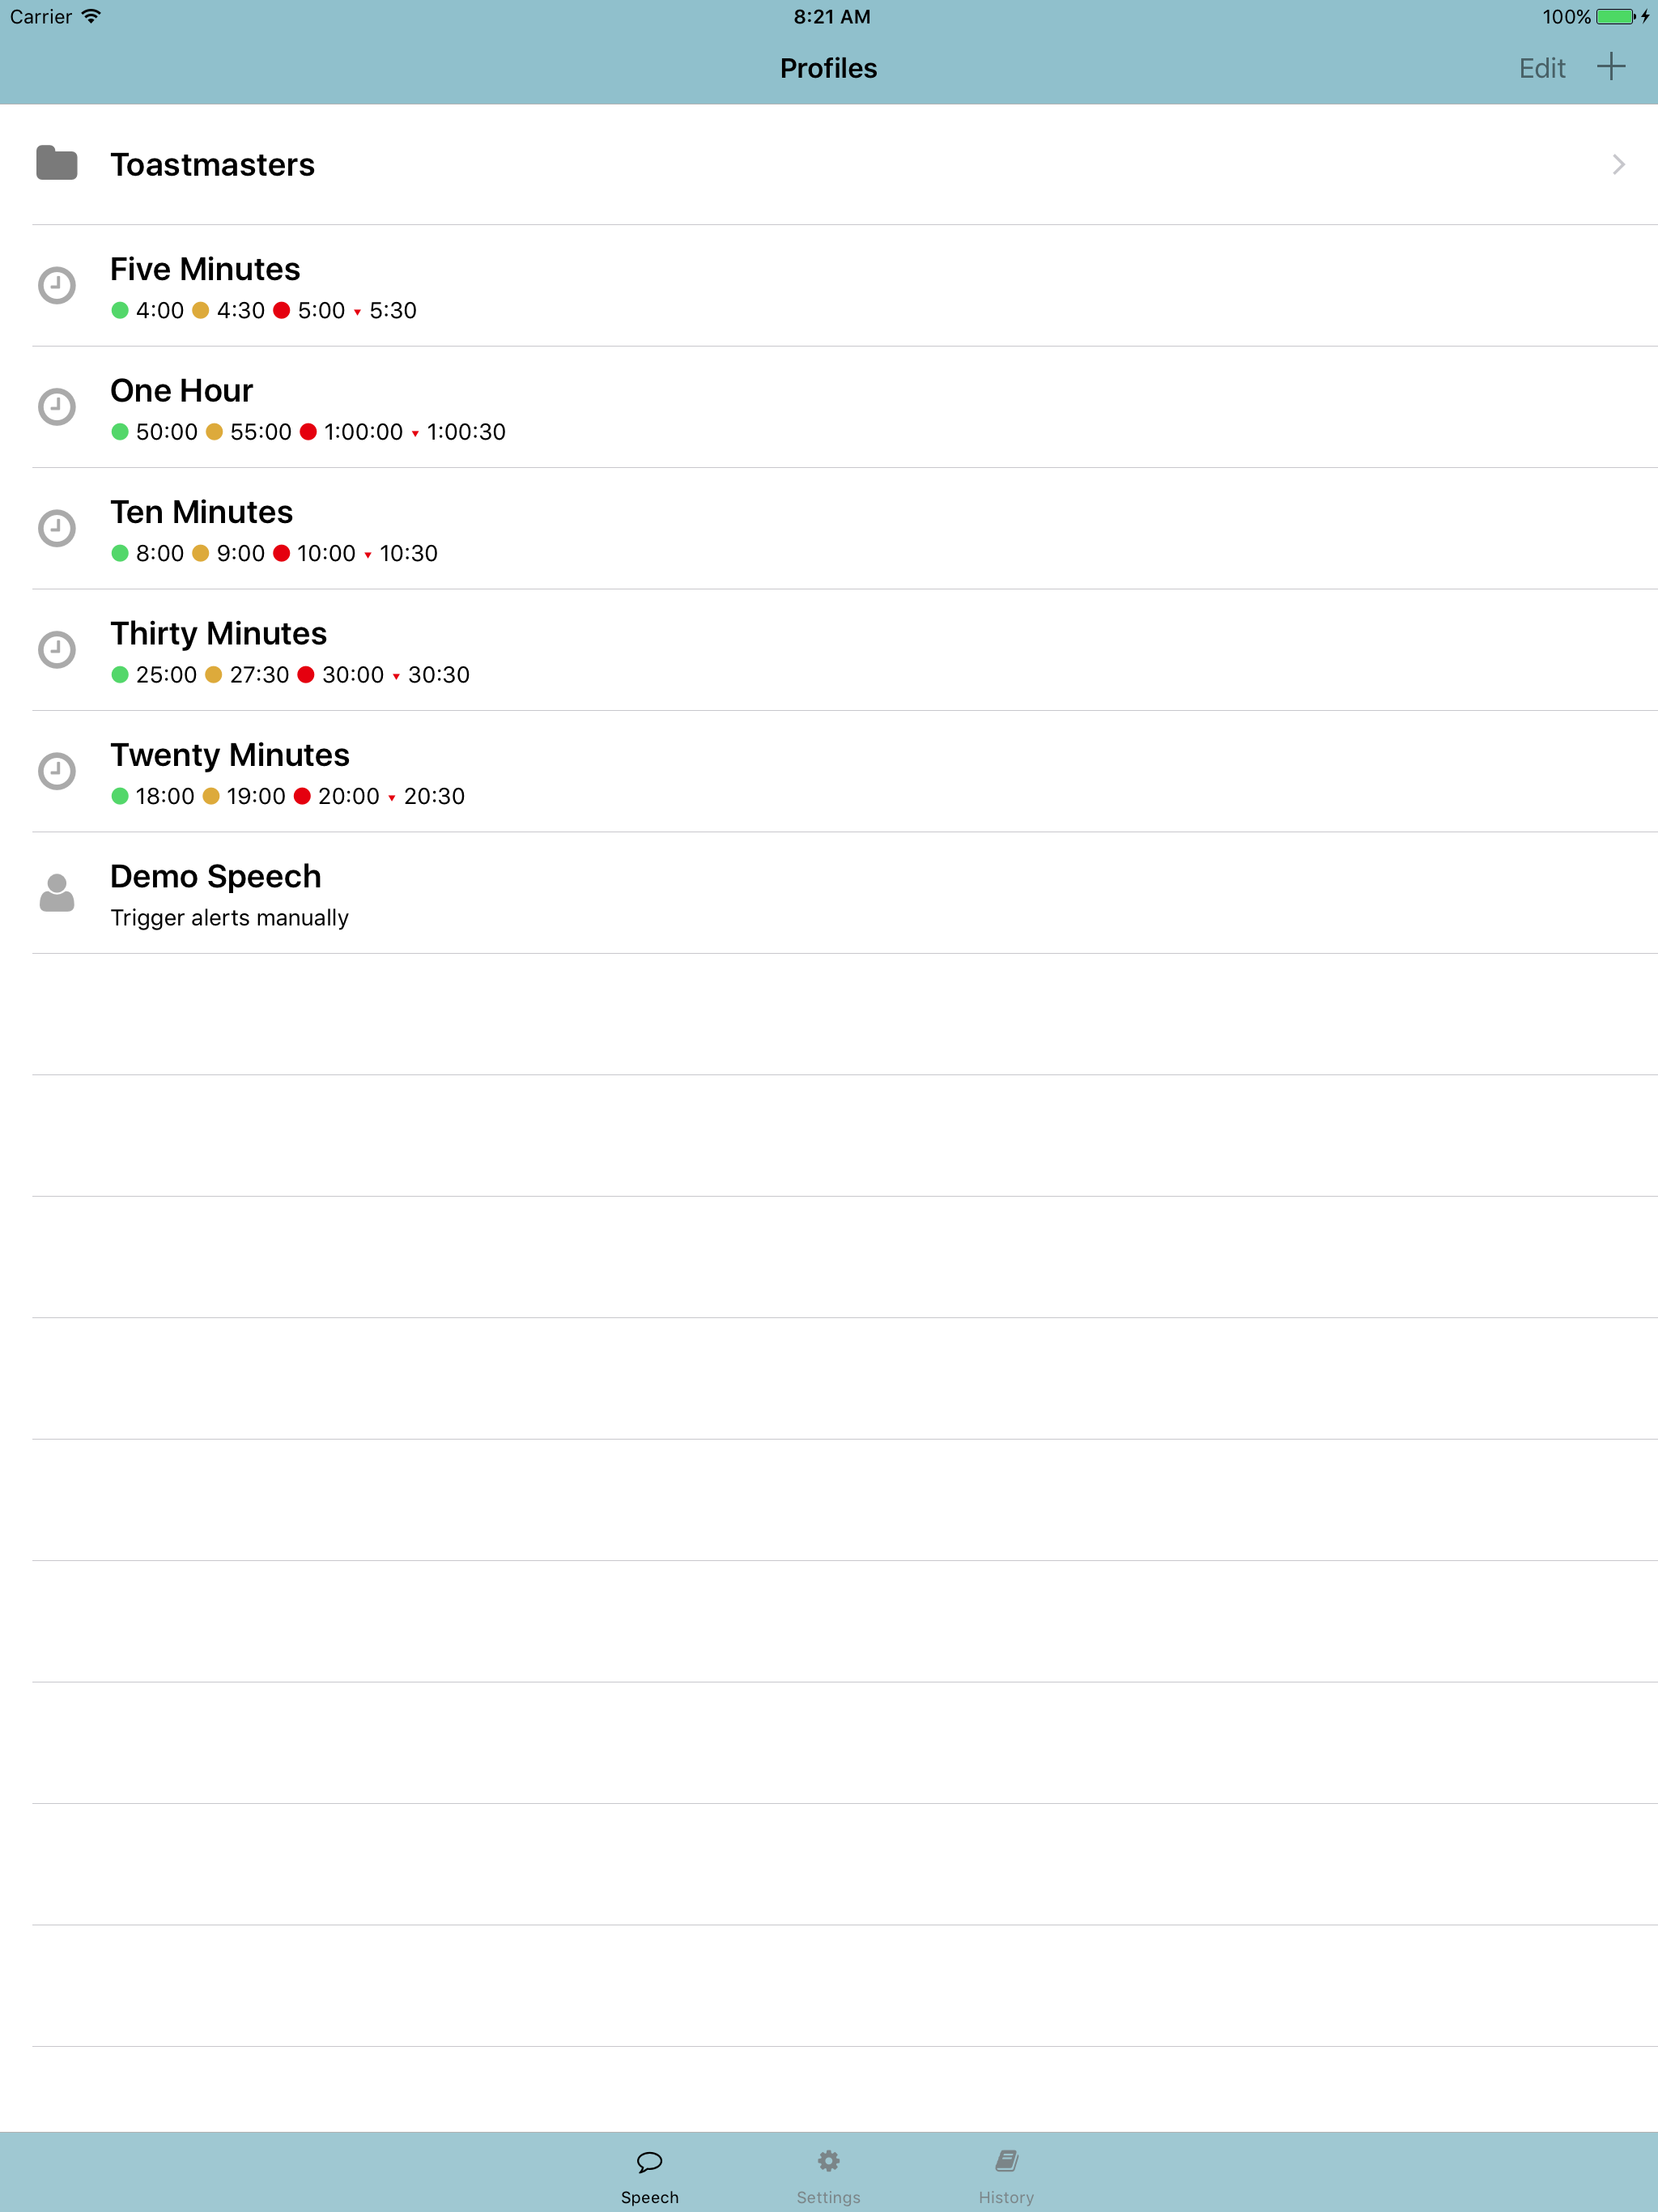 Carrier 8:21 AM 100%
Profiles Edit
Toastmasters
Five Minutes
4:00 4:30 5:00 5:30
One Hour
50:00 55:00 1:00:00 1:00:30
Ten Minutes
8:00 9:00 10:00 10:30
Thirty Minutes
25:00 27:30 30:00 30:30
Twenty Minutes
18:00 19:00 20:00 20:30
Demo Speech
Trigger alerts manually
Speech Settings History